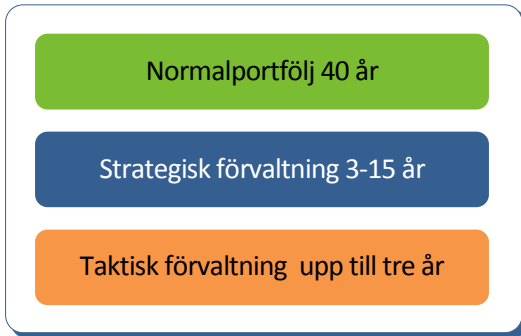 Normalportfölj 40 år
Strategisk förvaltning 3-15 år
Taktisk förvaltning upp till tre år